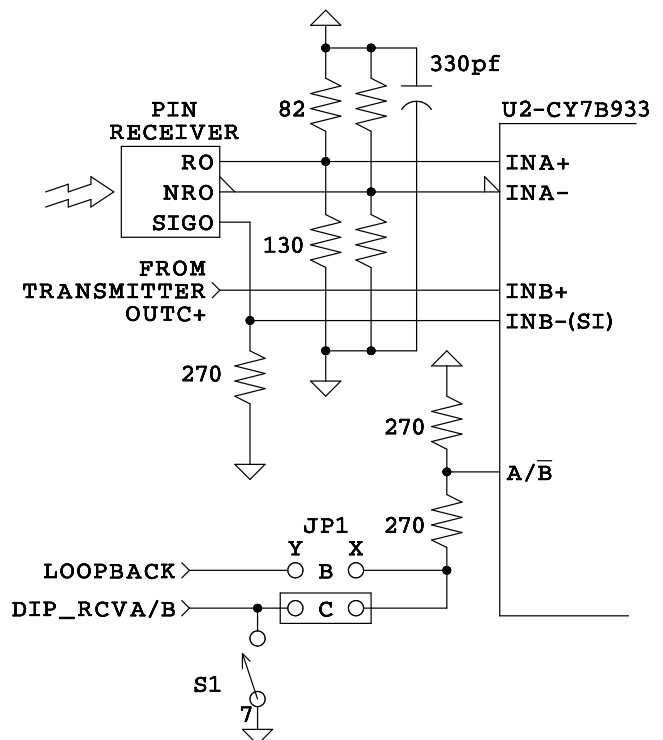 330pf
82
U2-CY7B933
PIN
RECEIVER
RO
INA+
NRO
INA-
SIGO
130
FROM
TRANSMITTER
OUTC+
INB+
INB-(SI)
270
270
A/B̅
270
JP1
Y X
LOOPBACK
B
DIP_RCVA/B
C
S1
7